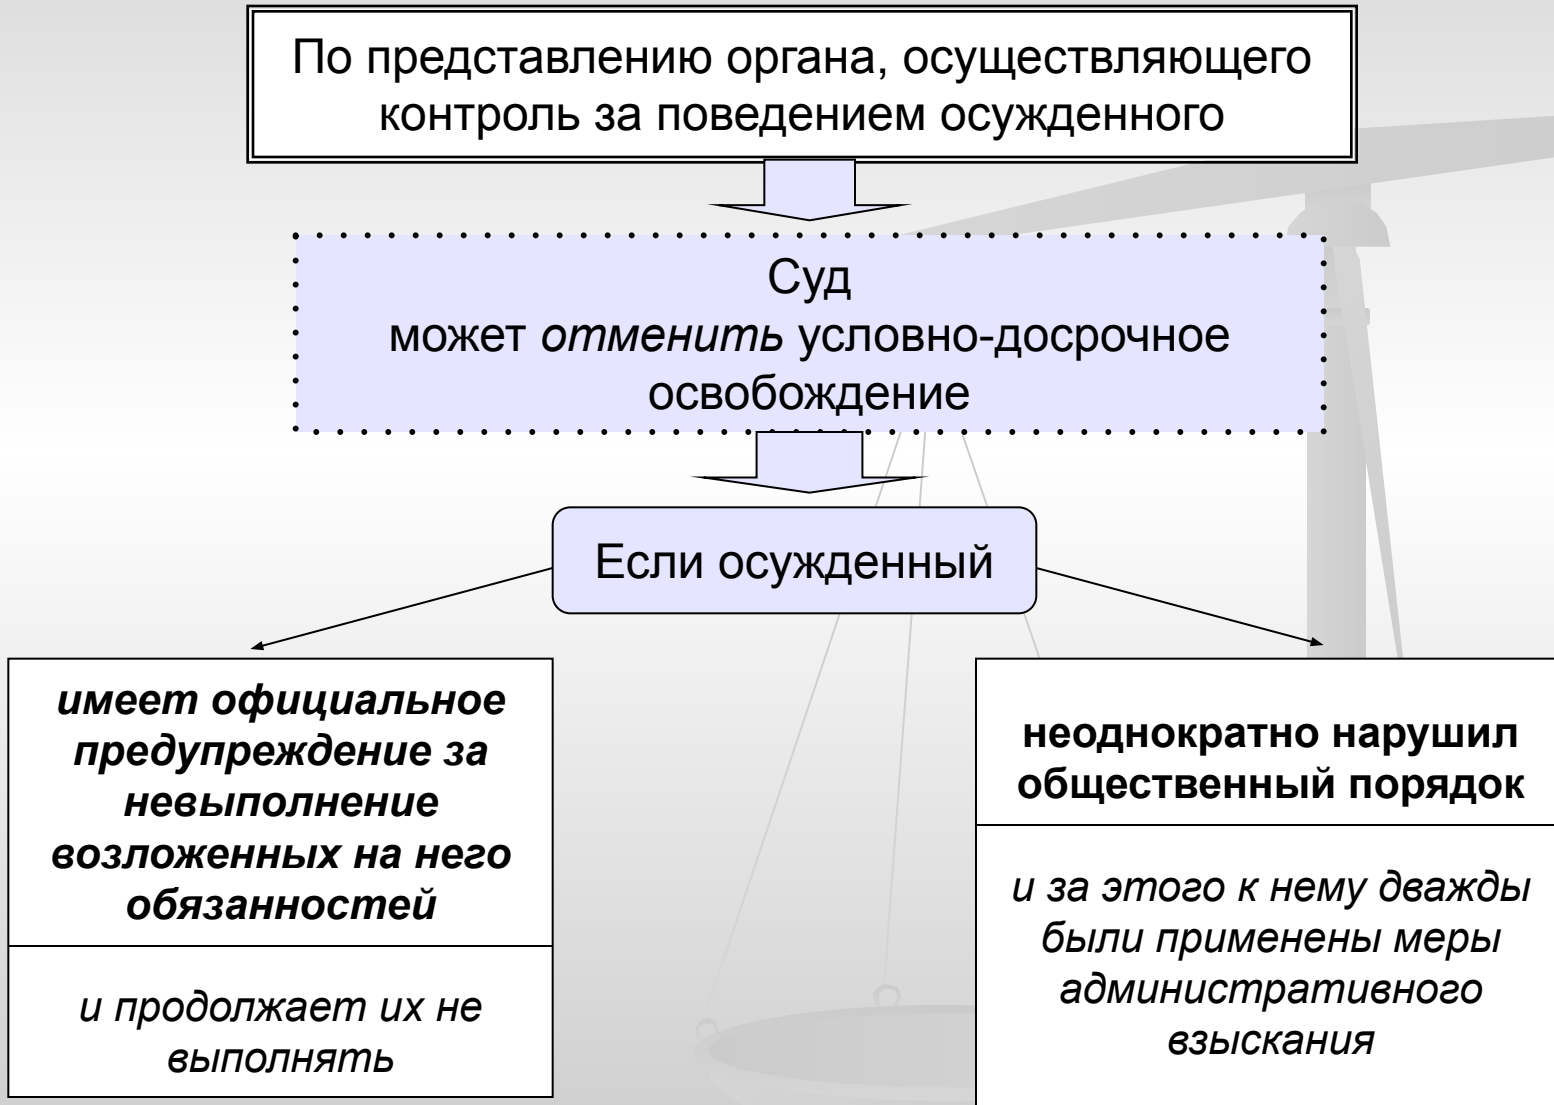 По представлению органа, осуществляющего
контроль за поведением осужденного
Суд
может отменить условно-досрочное
освобождение
Если осужденный
имеет официальное
предупреждение за
невыполнение
возложенных на него
обязанностей
и продолжает их не
выполнять
неоднократно нарушил
общественный порядок
и за этого к нему дважды
были применены меры
административного
взыскания